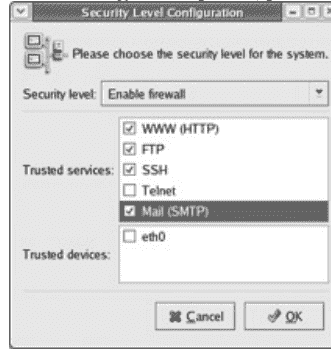 Security Level Configuration
Please choose the security level for the system.
Security level: Enable firewall
Trusted services:
WWW (HTTP)
FTP
SSH
Telnet
Mail (SMTP)
Trusted devices:
eth0
Cancel
OK